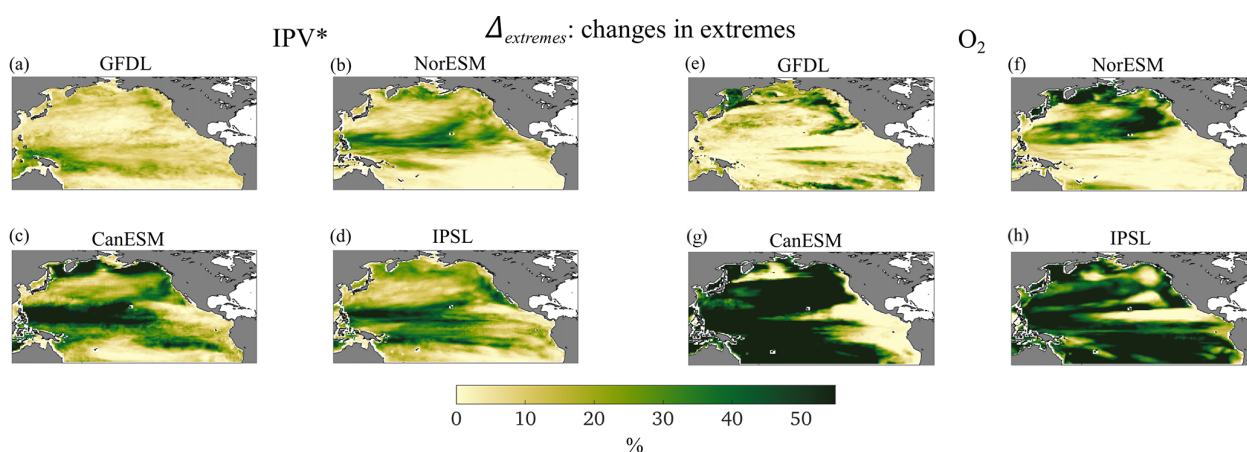 Δextremes: changes in extremes
IPV*
O2
(a) GFDL
(b) NorESM
(e) GFDL
(f) NorESM
(c) CanESM
(d) IPSL
(g) CanESM
(h) IPSL
0 10 20 30 40 50
%